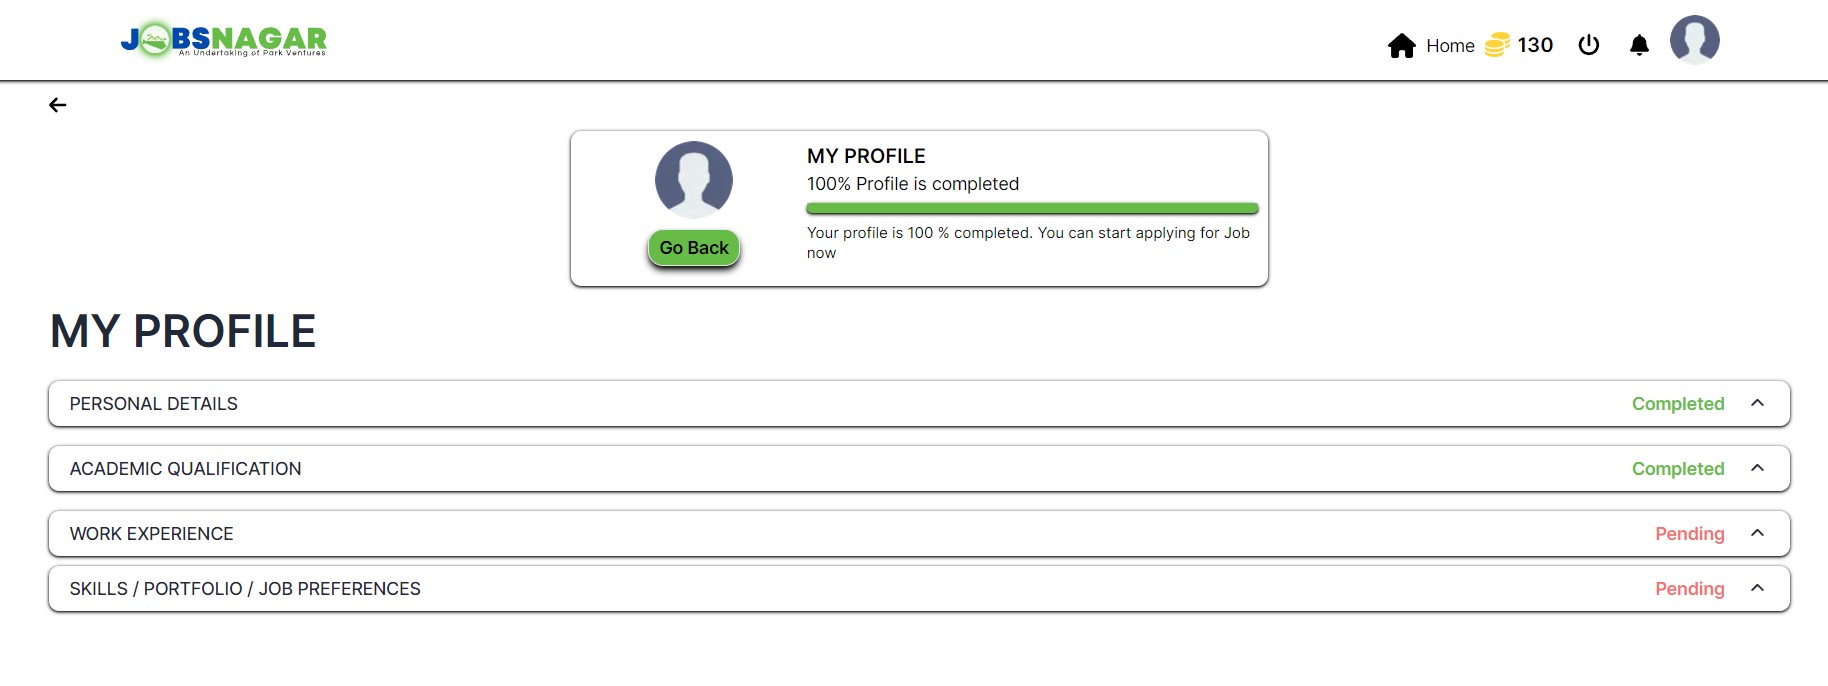 JOBSNAGAR
An Undertaking of Park Ventures
Home 130
MY PROFILE
100% Profile is completed
Your profile is 100 % completed. You can start applying for Job
now
Go Back
MY PROFILE
PERSONAL DETAILS Completed
ACADEMIC QUALIFICATION Completed
WORK EXPERIENCE Pending
SKILLS / PORTFOLIO / JOB PREFERENCES Pending